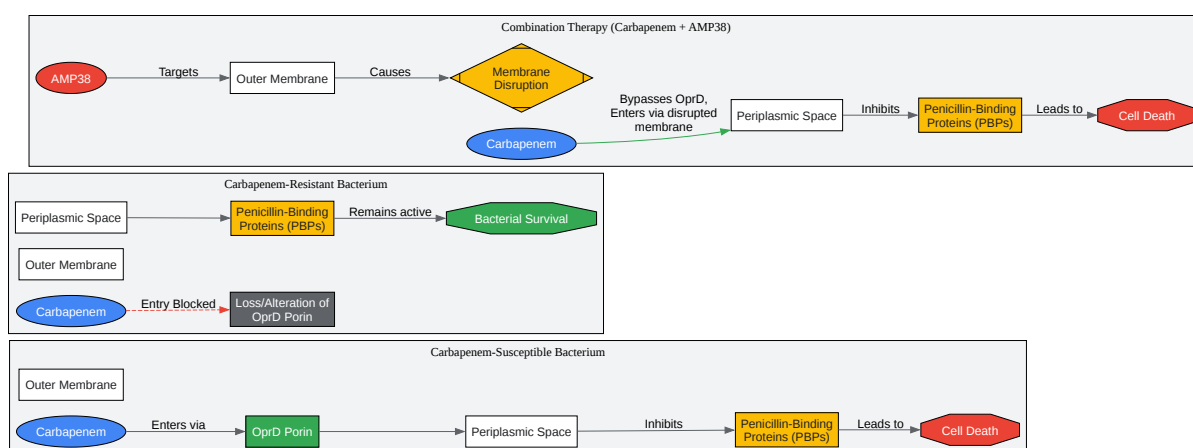 Combination Therapy (Carbapenem + AMP38)
AMP38
Targets
Outer Membrane
Causes
Membrane
Disruption
Carbapenem
Bypasses OprD,
Enters via disrupted
membrane
Periplasmic Space
Inhibits
Penicillin-Binding
Proteins (PBPs)
Leads to
Cell Death
Carbapenem-Resistant Bacterium
Periplasmic Space
Penicillin-Binding
Proteins (PBPs)
Remains active
Bacterial Survival
Outer Membrane
Carbapenem
Entry Blocked
Loss/Alteration of
OprD Porin
Carbapenem-Susceptible Bacterium
Outer Membrane
Carbapenem
Enters via
OprD Porin
Periplasmic Space
Inhibits
Penicillin-Binding
Proteins (PBPs)
Leads to
Cell Death